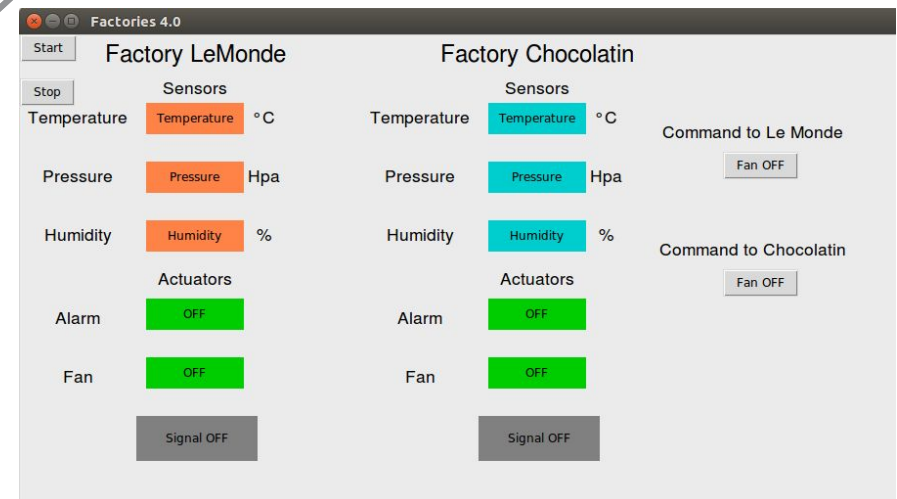 Factories 4.0
Start
Factory LeMonde
Factory Chocolatin
Stop
Sensors
Sensors
Temperature Temperature °C
Temperature Temperature °C
Command to Le Monde
Fan OFF
Pressure Pressure Hpa
Pressure Pressure Hpa
Humidity Humidity %
Humidity Humidity %
Command to Chocolatin
Fan OFF
Actuators
Actuators
Alarm OFF
Alarm OFF
Fan OFF
Fan OFF
Signal OFF
Signal OFF